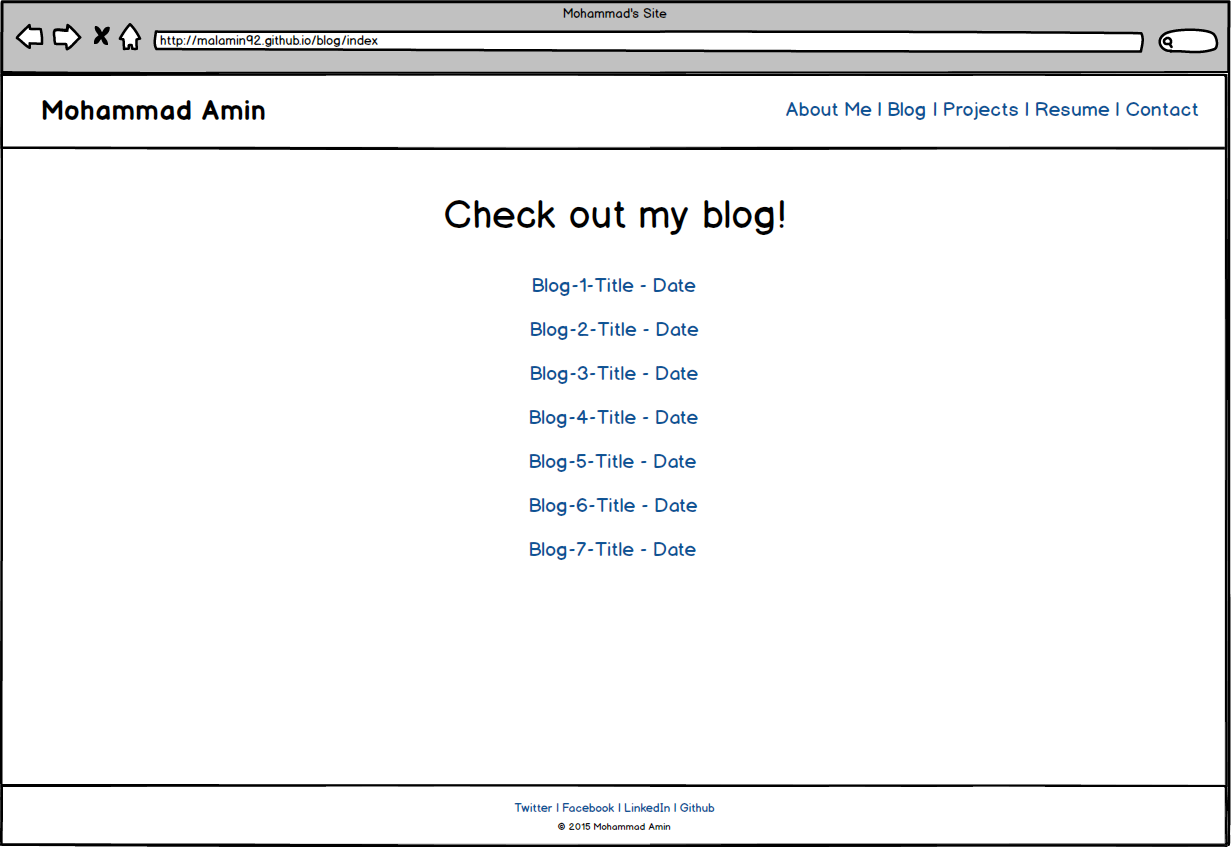 Mohammad's Site
http://malamin92.github.io/blog/index
Mohammad Amin
About Me | Blog | Projects | Resume | Contact
Check out my blog!
Blog-1-Title - Date
Blog-2-Title - Date
Blog-3-Title - Date
Blog-4-Title - Date
Blog-5-Title - Date
Blog-6-Title - Date
Blog-7-Title - Date
Twitter | Facebook | LinkedIn | Github
© 2015 Mohammad Amin